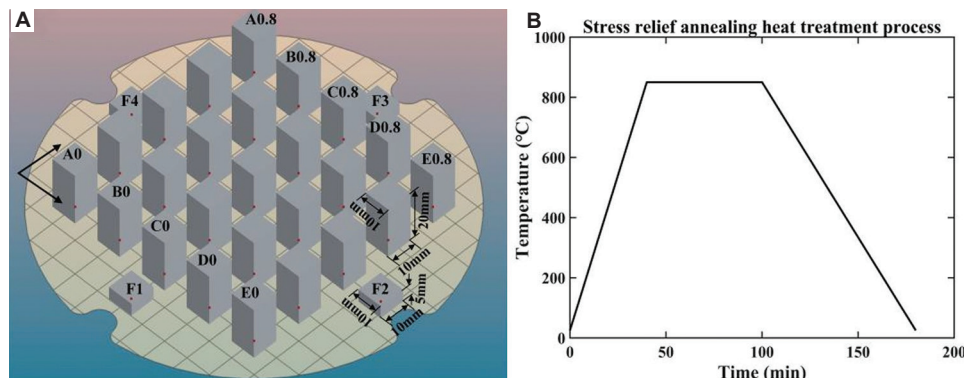 A
A0.8
B0.8
C0.8
F3
F4
D0.8
A0
E0.8
B0
C0
10mm
20mm
D0
10mm
F1
E0
F2
5mm
10mm
10mm
B
Stress relief annealing heat treatment process
1000
800
600
400
200
0
Temperature (°C)
0
50
100
150
200
Time (min)